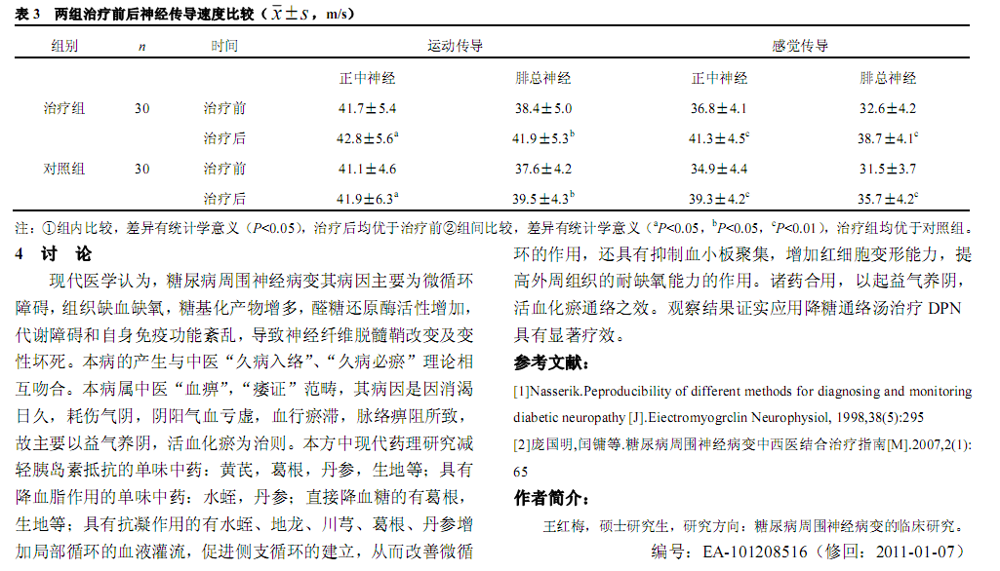 表 3 两组治疗前后神经传导速度比较（x̄±s，m/s）
组别 n 时间 运动传导 感觉传导
正中神经 腓总神经 正中神经 腓总神经
治疗组 30 治疗前 41.7±5.4 38.4±5.0 36.8±4.1 32.6±4.2
治疗后 42.8±5.6a 41.9±5.3b 41.3±4.5c 38.7±4.1c
对照组 30 治疗前 41.1±4.6 37.6±4.2 34.9±4.4 31.5±3.7
治疗后 41.9±6.3a 39.5±4.3b 39.3±4.2c 35.7±4.2c
注：①组内比较，差异有统计学意义（P<0.05），治疗后均优于治疗前②组间比较，差异有统计学意义（aP<0.05，bP<0.05，cP<0.01），治疗组均优于对照组。
4 讨 论
现代医学认为，糖尿病周围神经病变其病因主要为微循环
障碍，组织缺血缺氧，糖基化产物增多，醛糖还原酶活性增加，
代谢障碍和自身免疫功能紊乱，导致神经纤维脱髓鞘改变及变
性坏死。本病的产生与中医“久病入络”、“久病必瘀”理论相
互吻合。本病属中医“血痹”，“痿证”范畴，其病因是因消渴
日久，耗伤气阴，阴阳气血亏虚，血行瘀滞，脉络痹阻所致，
故主要以益气养阴，活血化瘀为治则。本方中现代药理研究减
轻胰岛素抵抗的单味中药：黄芪，葛根，丹参，生地等；具有
降血脂作用的单味中药：水蛭，丹参；直接降血糖的有葛根，
生地等；具有抗凝作用的有水蛭、地龙、川芎、葛根、丹参增
加局部循环的血液灌流，促进侧支循环的建立，从而改善微循
环的作用，还具有抑制血小板聚集，增加红细胞变形能力，提
高外周组织的耐缺氧能力的作用。诸药合用，以起益气养阴，
活血化瘀通络之效。观察结果证实应用降糖通络汤治疗 DPN
具有显著疗效。
参考文献：
[1]Nasserik.Peproducibility of different methods for diagnosing and monitoring
diabetic neuropathy [J].Eiectromyogrclin Neurophysiol, 1998,38(5):295
[2]庞国明,闫镛等.糖尿病周围神经病变中西医结合治疗指南[M].2007,2(1):
65
作者简介：
王红梅，硕士研究生，研究方向：糖尿病周围神经病变的临床研究。
编号：EA-101208516（修回：2011-01-07）